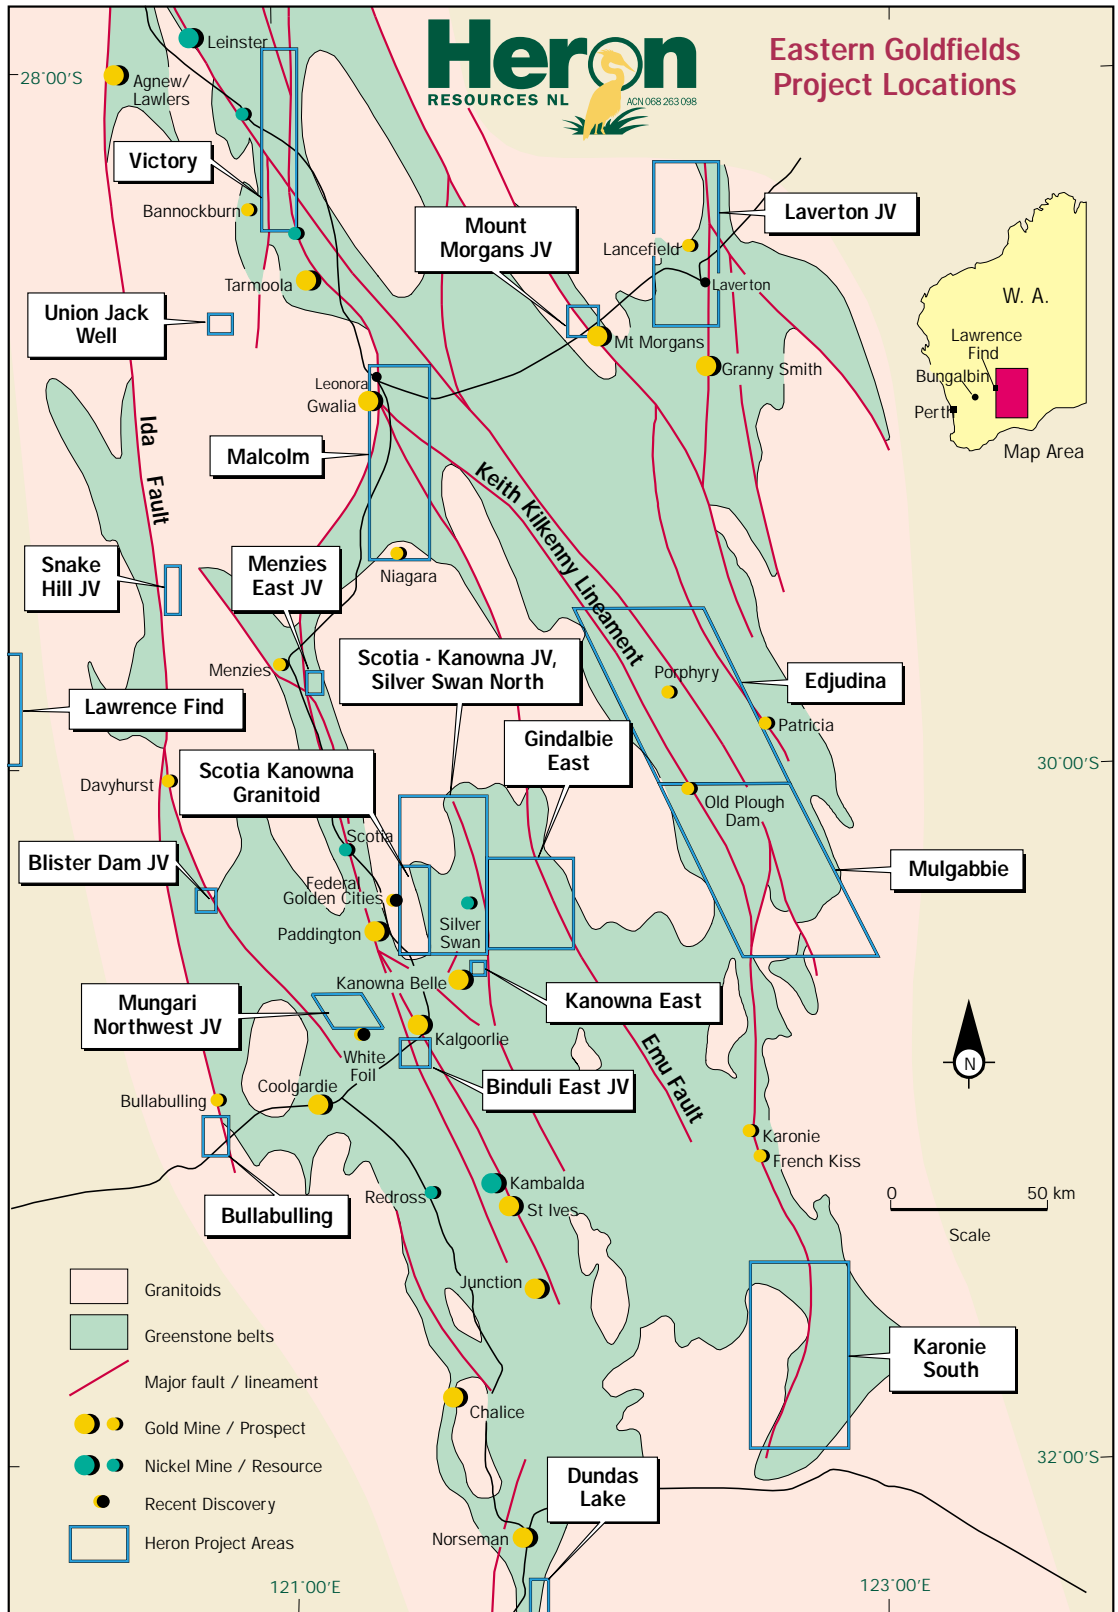 Heron
RESOURCES NL
ACN 068 263 098
Eastern Goldfields
Project Locations
28°00'S
Leinster
Agnew/
Lawlers
Victory
Bannockburn
Tarmoola
Mount
Morgans JV
Laverton JV
Lancefield
Laverton
Union Jack
Well
Mt Morgans
Granny Smith
Leonora
Gwalia
W. A.
Lawrence
Find
Bungalbin
Perth
Map Area
Ida
Fault
Malcolm
Keith Kilkenny Lineament
Snake
Hill JV
Menzies
East JV
Niagara
Menzies
Scotia - Kanowna JV,
Silver Swan North
Porphyry
Edjudina
Lawrence Find
Patricia
Gindalbie
East
Scotia Kanowna
Granitoid
30°00'S
Davyhurst
Old Plough
Dam
Scotia
Blister Dam JV
Mulgabbie
Federal
Golden Cities
Silver
Swan
Paddington
Kanowna Belle
Kanowna East
Mungari
Northwest JV
Kalgoorlie
White
Foil
Emu Fault
N
Coolgardie
Binduli East JV
Bullabulling
Karonie
French Kiss
Kambalda
Redross
St Ives
0
50 km
Scale
Bullabulling
Junction
Granitoids
Greenstone belts
Karonie
South
Major fault / lineament
Chalice
Gold Mine / Prospect
Nickel Mine / Resource
32°00'S
Dundas
Lake
Recent Discovery
Norseman
Heron Project Areas
121°00'E
123°00'E